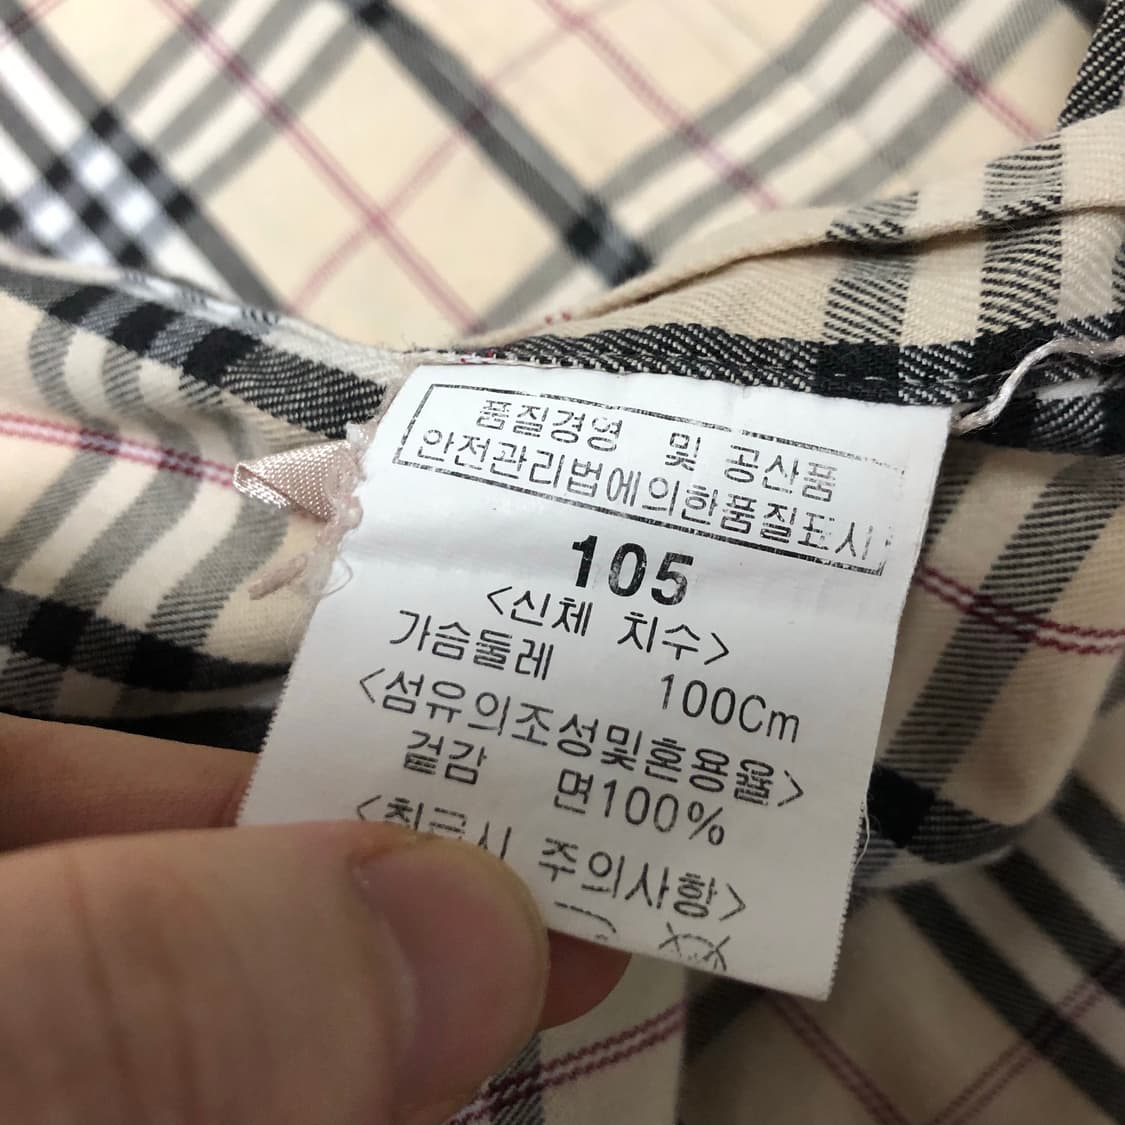 품질경영 및 공산품
안전관리법에의한품질표시
105
<신체 치수>
가슴둘레 100Cm
<섬유의조성및혼용율>
겉감 면100%
<취급시 주의사항>